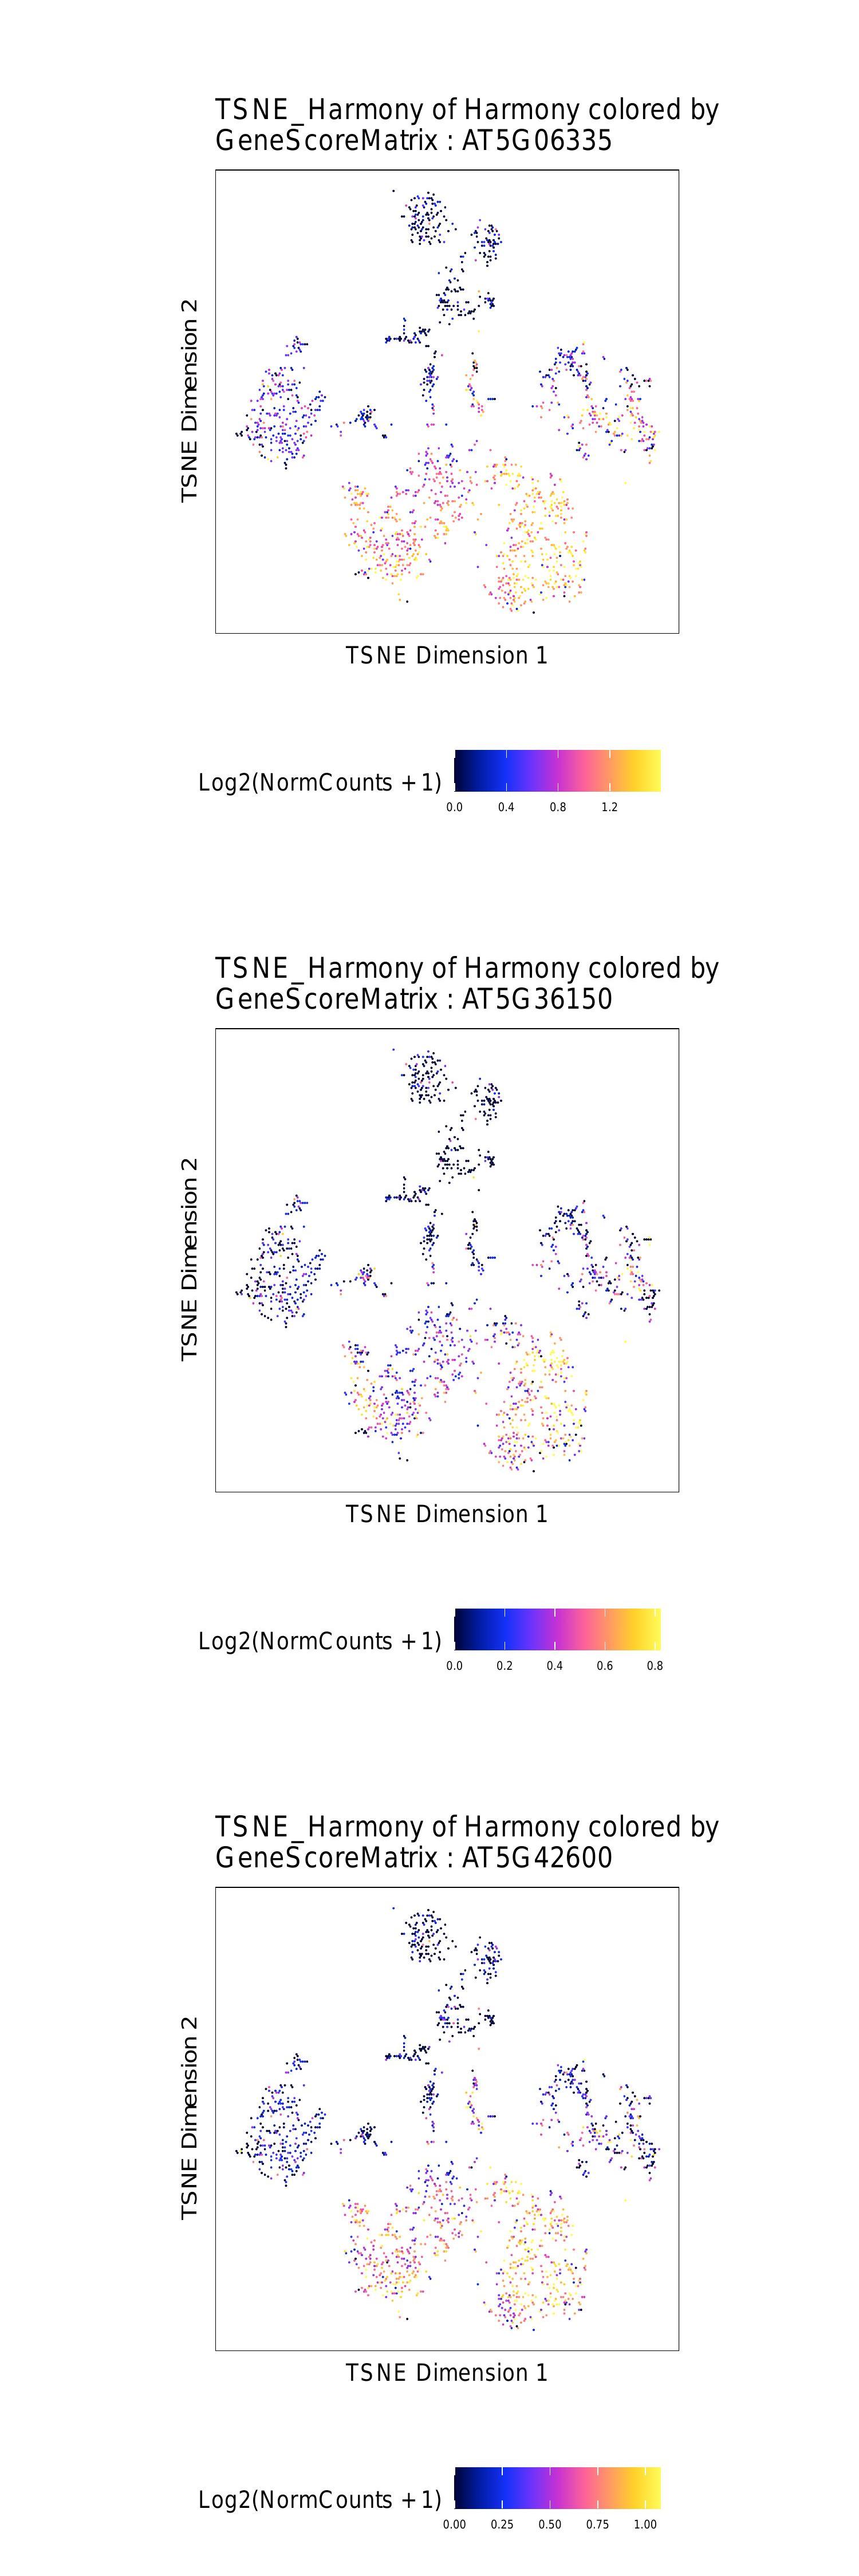 TSNE_Harmony of Harmony colored by
GeneScoreMatrix : AT5G06335
TSNE Dimension 2
TSNE Dimension 1
Log2(NormCounts +1)
0.0 0.4 0.8 1.2
TSNE_Harmony of Harmony colored by
GeneScoreMatrix : AT5G36150
TSNE Dimension 2
TSNE Dimension 1
Log2(NormCounts +1)
0.0 0.2 0.4 0.6 0.8
TSNE_Harmony of Harmony colored by
GeneScoreMatrix : AT5G42600
TSNE Dimension 2
TSNE Dimension 1
Log2(NormCounts +1)
0.00 0.25 0.50 0.75 1.00